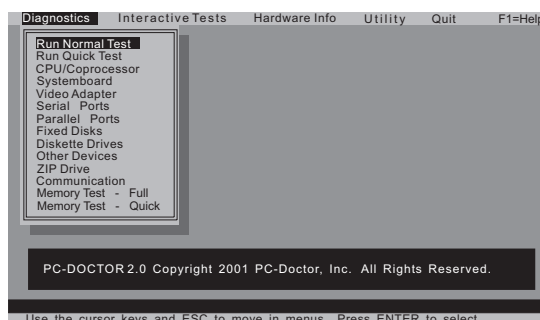 Diagnostics Interactive Tests Hardware Info Utility Quit F1=Help
Run Normal Test
Run Quick Test
CPU/Coprocessor
Systemboard
Video Adapter
Serial Ports
Parallel Ports
Fixed Disks
Diskette Drives
Other Devices
ZIP Drive
Communication
Memory Test - Full
Memory Test - Quick
PC-DOCTOR 2.0 Copyright 2001 PC-Doctor, Inc. All Rights Reserved.
Use the cursor keys and ESC to move in menus. Press ENTER to select.